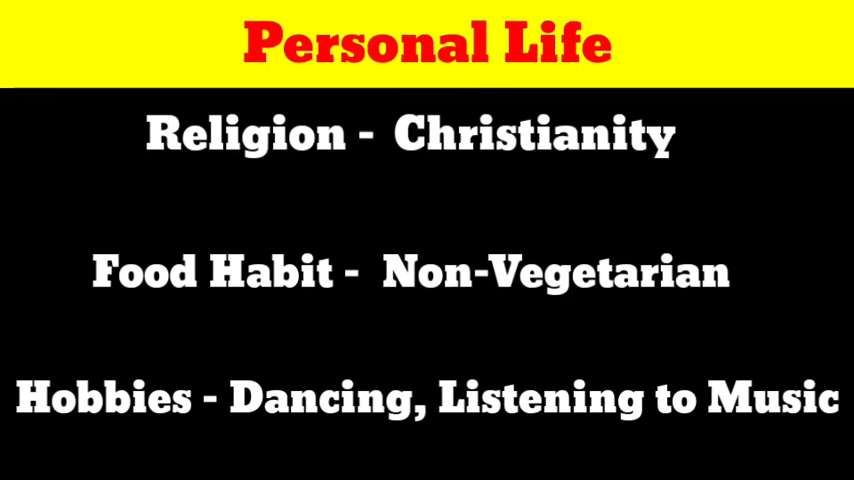 Personal Life
Religion - Christianity
Food Habit - Non-Vegetarian
Hobbies - Dancing, Listening to Music